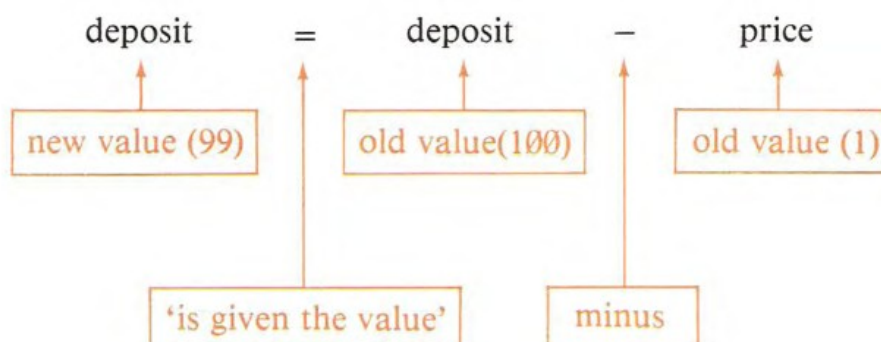 deposit = deposit − price
new value (99) old value(1øø) old value (1)
‘is given the value’ minus